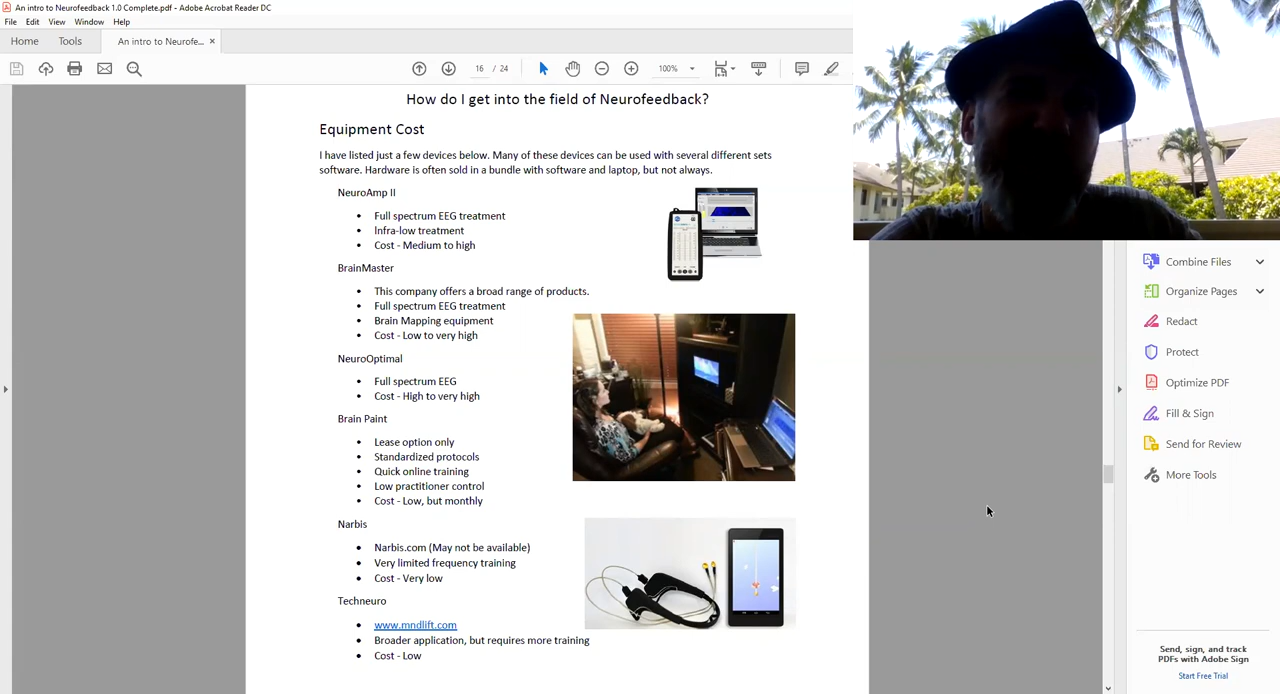 An intro to Neurofeedback 1.0 Complete.pdf - Adobe Acrobat Reader DC
File Edit View Window Help
Home Tools An intro to Neurofe... ×
16 / 24 100%
How do I get into the field of Neurofeedback?
Equipment Cost
I have listed just a few devices below. Many of these devices can be used with several different sets
software. Hardware is often sold in a bundle with software and laptop, but not always.
NeuroAmp II
• Full spectrum EEG treatment
• Infra-low treatment
• Cost - Medium to high
BrainMaster
• This company offers a broad range of products.
• Full spectrum EEG treatment
• Brain Mapping equipment
• Cost - Low to very high
NeuroOptimal
• Full spectrum EEG
• Cost - High to very high
Brain Paint
• Lease option only
• Standardized protocols
• Quick online training
• Low practitioner control
• Cost - Low, but monthly
Narbis
• Narbis.com (May not be available)
• Very limited frequency training
• Cost - Very low
Techneuro
• www.mndlift.com
• Broader application, but requires more training
• Cost - Low
Combine Files
Organize Pages
Redact
Protect
Optimize PDF
Fill & Sign
Send for Review
More Tools
Send, sign, and track
PDFs with Adobe Sign
Start Free Trial